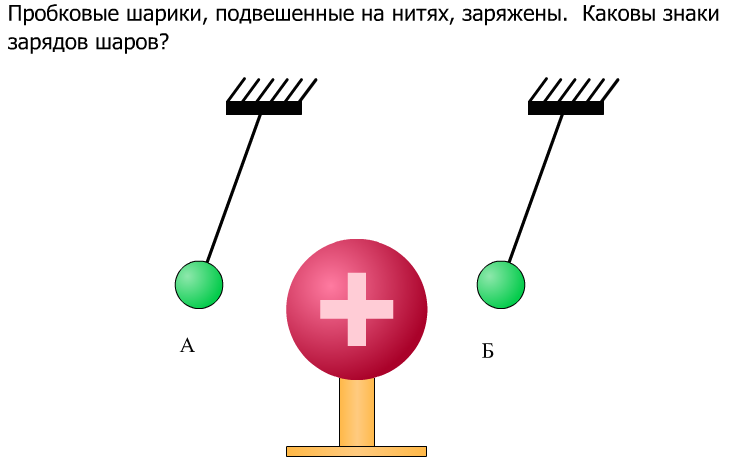 Пробковые шарики, подвешенные на нитях, заряжены. Каковы знаки
зарядов шаров?
А
Б